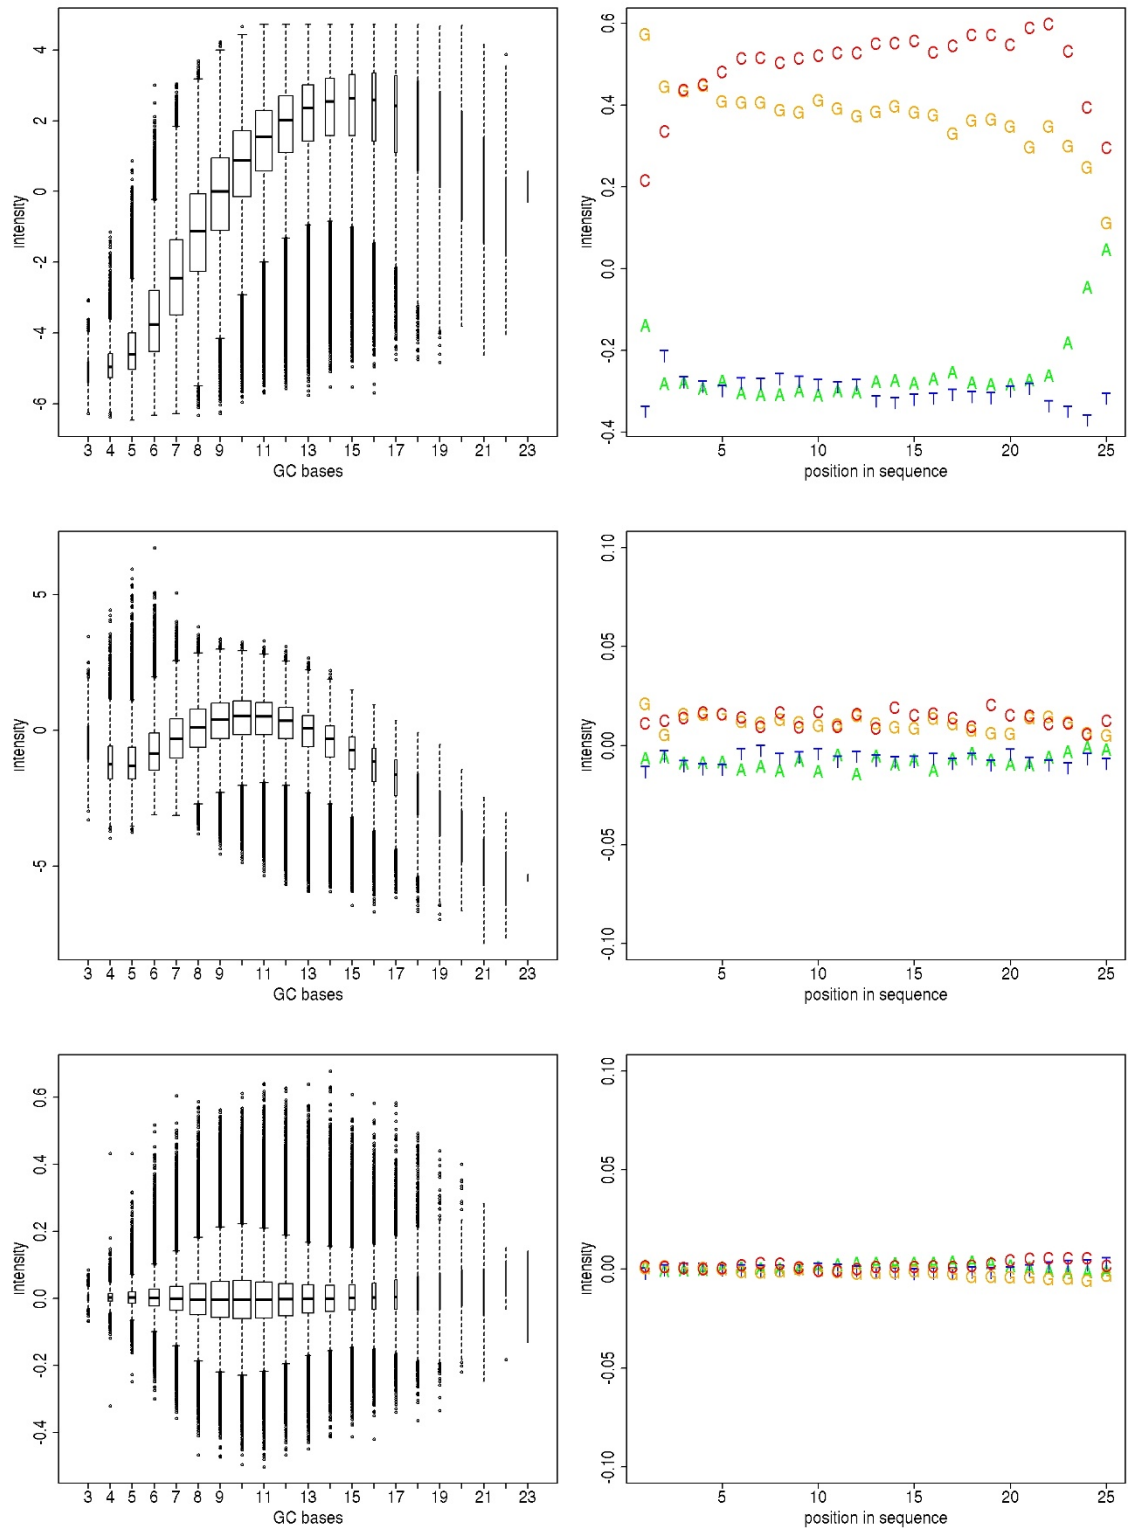 4
2
0
-2
-4
-6
intensity
3 4 5 6 7 8 9 11 13 15 17 19 21 23
GC bases
0.6
0.4
0.2
0.0
-0.2
-0.4
intensity
G G G G G G G G G G G G G G G G G G G G G G G G G
C C C C C C C C C C C C C C C C C C C C C C C C C
A A A A A A A A A A A A A A A A A A A A A A A A A
T T T T T T T T T T T T T T T T T T T T T T T T T
5 10 15 20 25
position in sequence
5
0
-5
intensity
3 4 5 6 7 8 9 11 13 15 17 19 21 23
GC bases
0.10
0.05
0.00
-0.05
-0.10
intensity
5 10 15 20 25
position in sequence
0.6
0.4
0.2
0.0
-0.2
-0.4
intensity
3 4 5 6 7 8 9 11 13 15 17 19 21 23
GC bases
0.10
0.05
0.00
-0.05
-0.10
intensity
5 10 15 20 25
position in sequence